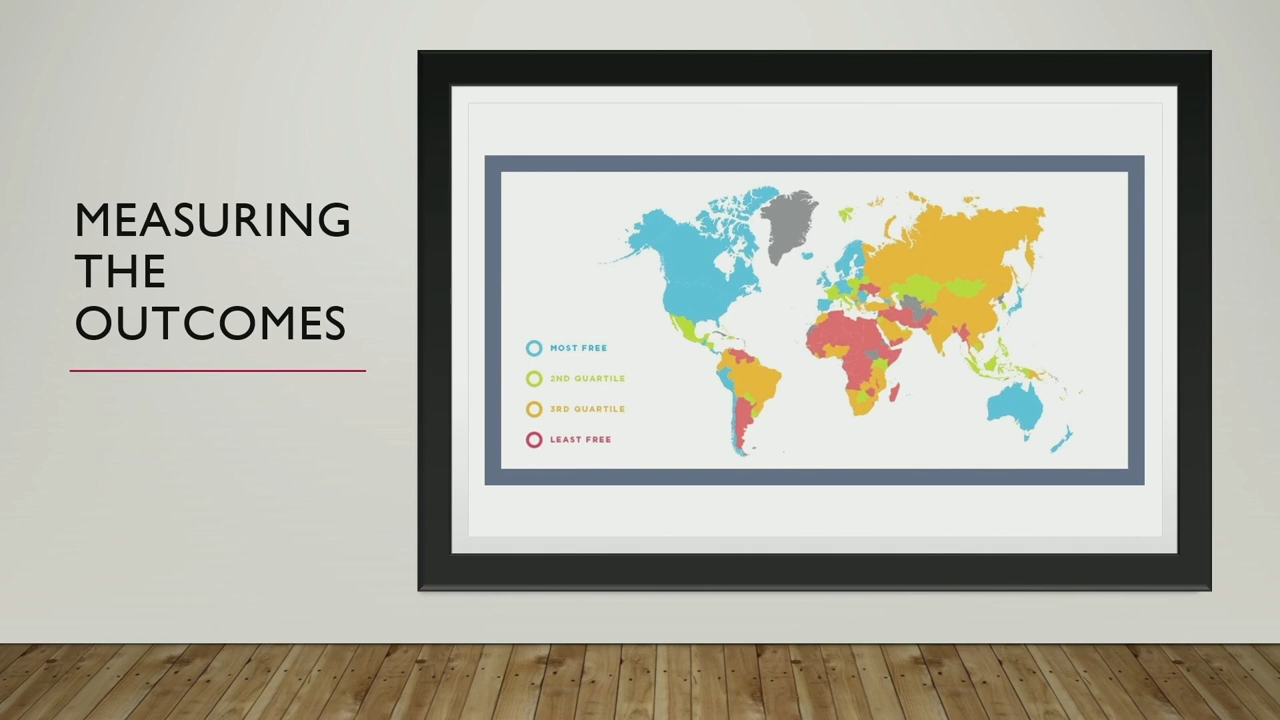 MEASURING
THE
OUTCOMES
MOST FREE
2ND QUARTILE
3RD QUARTILE
LEAST FREE